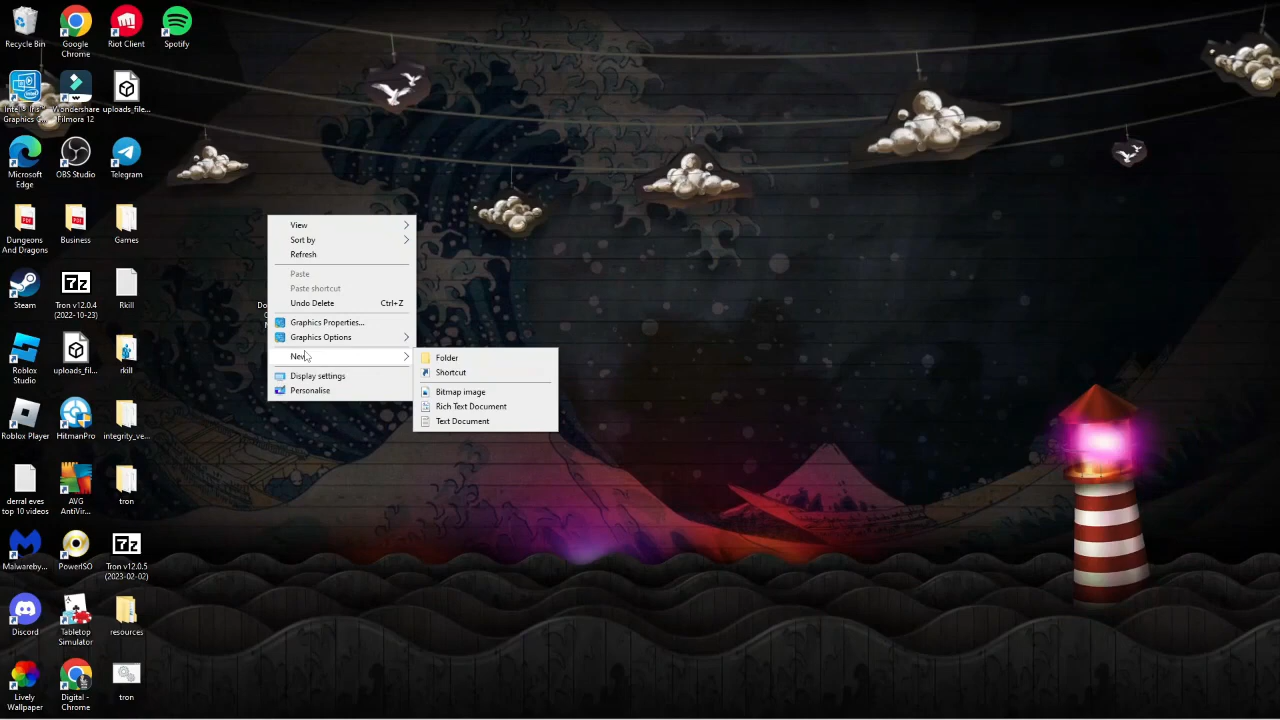 Recycle Bin
Google
Chrome
Riot Client
Spotify
Graphics
Wondershare
Filmora 12
uploads_file...
Microsoft
Edge
OBS Studio
Telegram
Dungeons
And Dragons
Business
Games
Steam
Tron v12.0.4
(2022-10-23)
Rkill
Roblox
Studio
uploads_fil...
rkill
Roblox Player
HitmanPro
integrity_ve...
derral eves
top 10 videos
AVG
AntiVir...
tron
Malwareby...
PowerISO
Tron v12.0.5
(2023-02-02)
Discord
Tabletop
Simulator
resources
Lively
Wallpaper
Digital -
Chrome
tron
View
Sort by
Refresh
Paste
Paste shortcut
Undo Delete Ctrl+Z
Graphics Properties...
Graphics Options
New
Display settings
Personalise
Folder
Shortcut
Bitmap image
Rich Text Document
Text Document